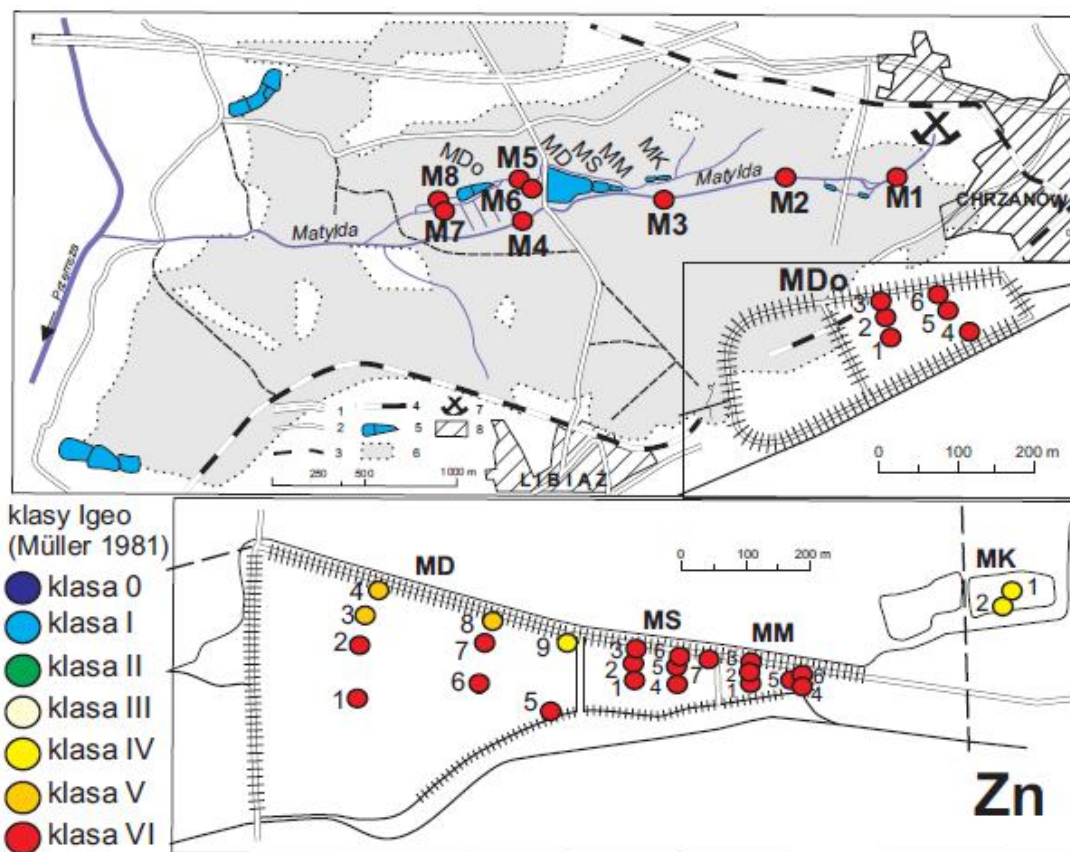 MDo
M5
MD
MS
MM
MK
M8
M6
Matylda
M2
M1
M7
M3
CHRZANÓW
Matylda
M4
Przemsza
MDo
3 6
2 5
1 4
1 4 7
2 5 8
3 6
250 500 1000 m
LIBIĄŻ
0 100 200
klasy Igeo
(Müller 1981)
klasa 0
klasa I
klasa II
klasa III
klasa IV
klasa V
klasa VI
0 100 200 m
MD
MS
MM
MK
4
3 8
2 7 9
1 6
5
3 6
2 5 7
1 4
3
2 5 6
1 4
1
2
Zn